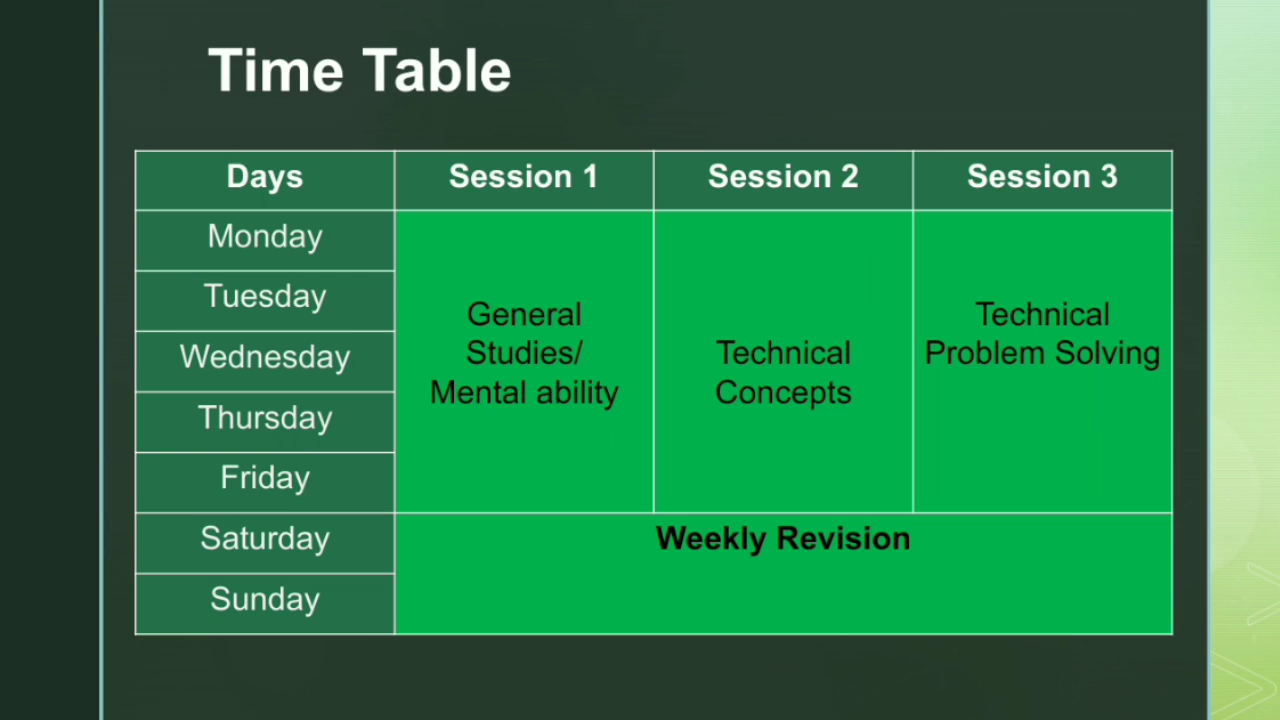 Time Table
Days Session 1 Session 2 Session 3
Monday
Tuesday
Wednesday
Thursday
Friday
General
Studies/
Mental ability
Technical
Concepts
Technical
Problem Solving
Saturday
Sunday
Weekly Revision